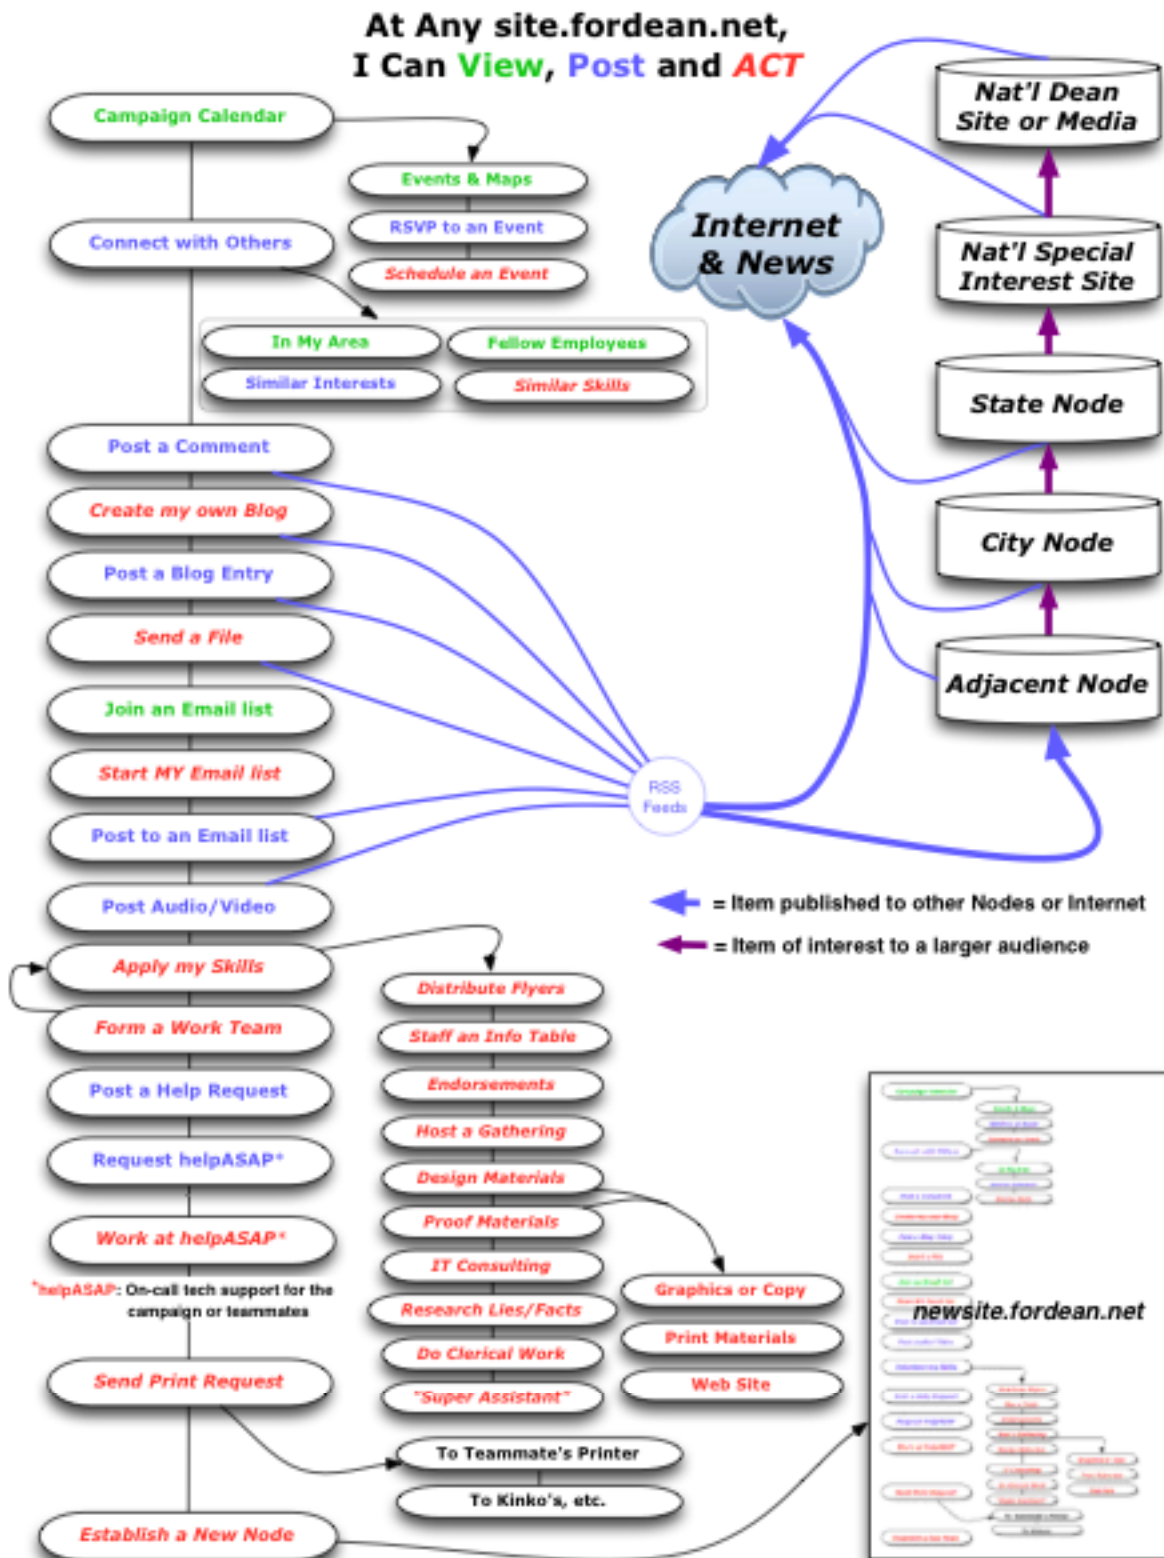 At Any site.fordean.net,
I Can View, Post and ACT
Campaign Calendar
Events & Maps
RSVP to an Event
Schedule an Event
Connect with Others
In My Area
Fellow Employees
Similar Interests
Similar Skills
Post a Comment
Create my own Blog
Post a Blog Entry
Send a File
Join an Email list
Start MY Email list
Post to an Email list
Post Audio/Video
Apply my Skills
Form a Work Team
Post a Help Request
Request helpASAP*
Work at helpASAP*
*helpASAP: On-call tech support for the
campaign or teammates
Send Print Request
Establish a New Node
Internet
& News
Nat'l Dean
Site or Media
Nat'l Special
Interest Site
State Node
City Node
Adjacent Node
RSS
Feeds
= Item published to other Nodes or Internet
= Item of interest to a larger audience
Distribute Flyers
Staff an Info Table
Endorsements
Host a Gathering
Design Materials
Proof Materials
IT Consulting
Research Lies/Facts
Do Clerical Work
"Super Assistant"
Graphics or Copy
Print Materials
Web Site
To Teammate's Printer
To Kinko's, etc.
newsite.fordean.net